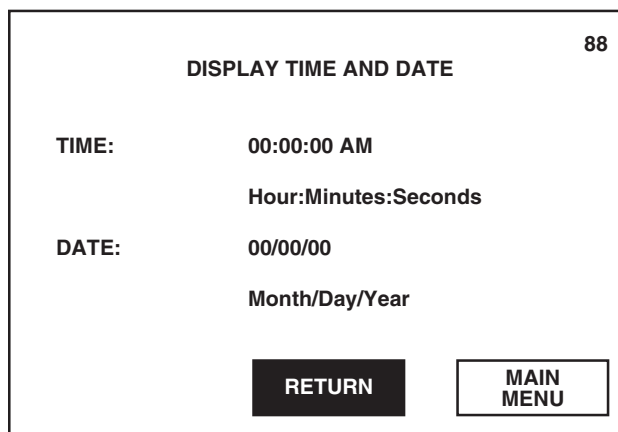 88
DISPLAY TIME AND DATE
TIME: 00:00:00 AM
Hour:Minutes:Seconds
DATE: 00/00/00
Month/Day/Year
RETURN
MAIN
MENU